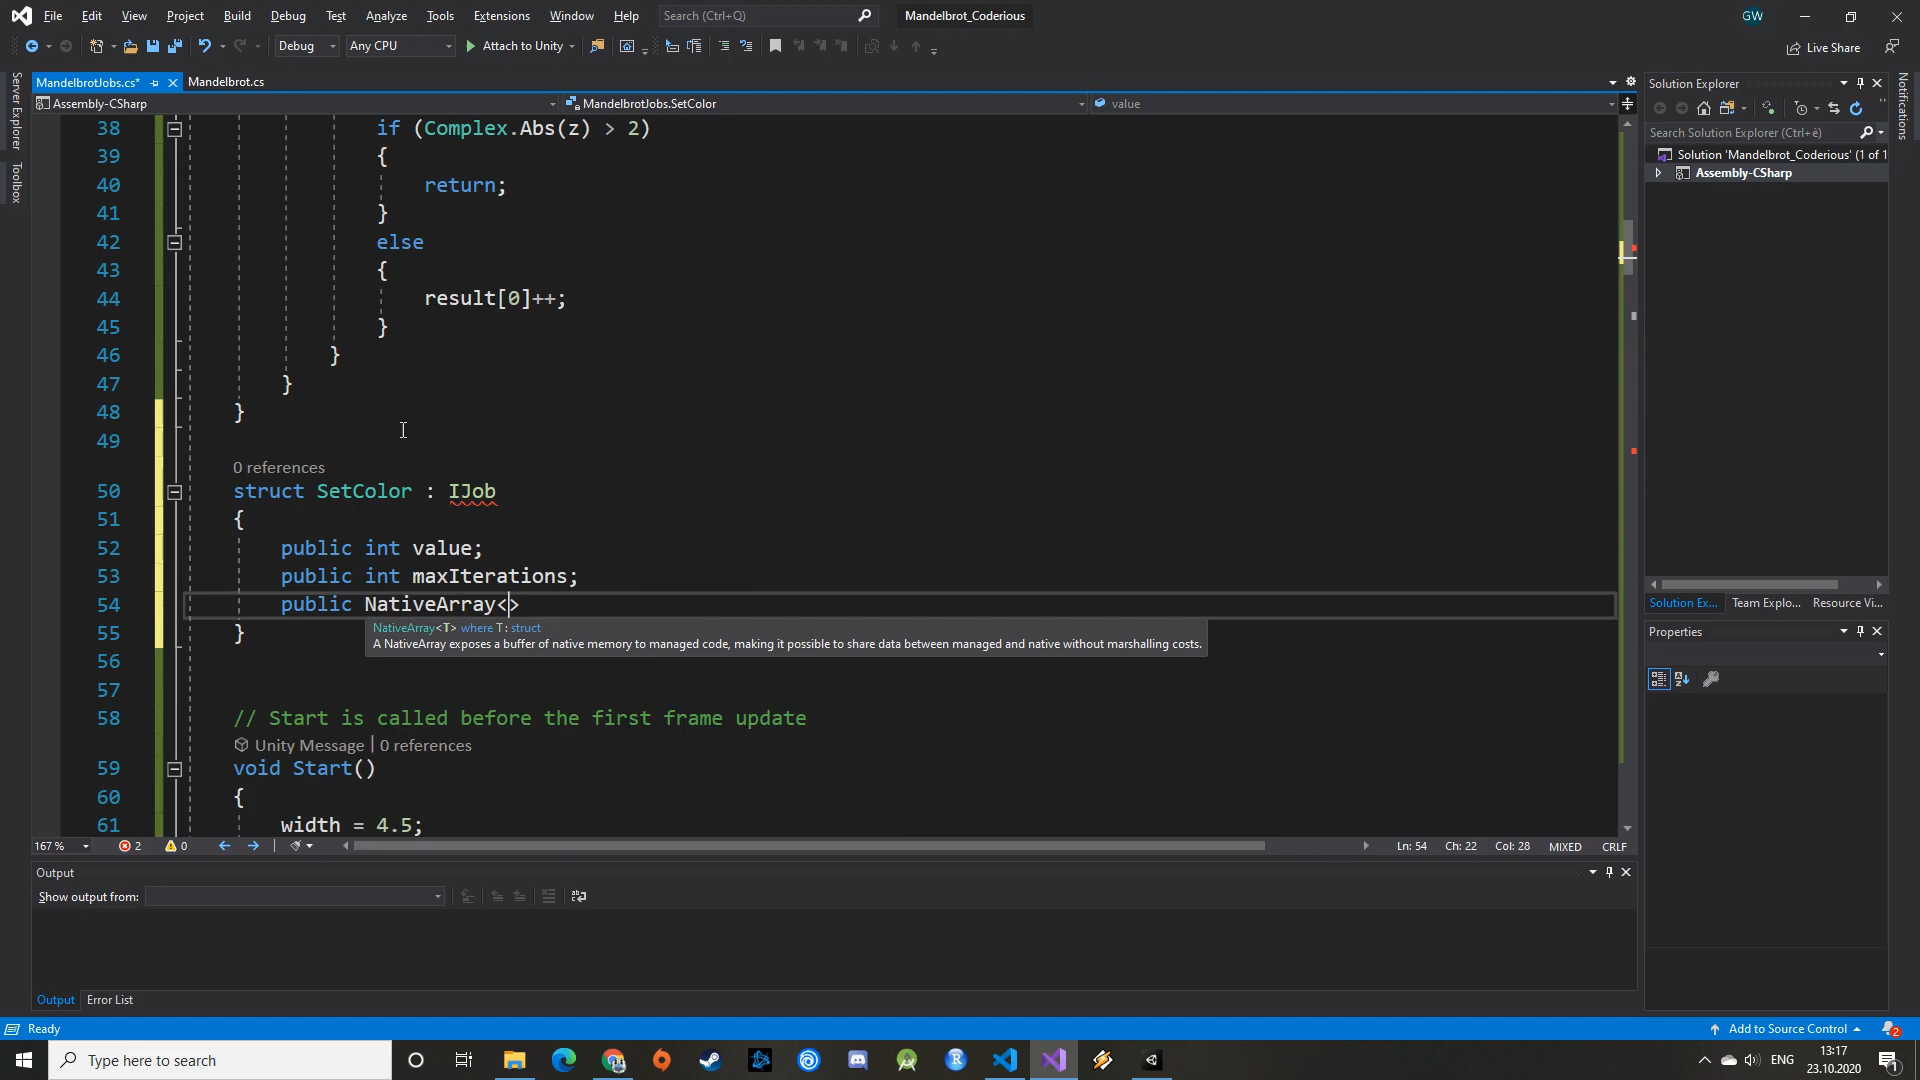 File Edit View Project Build Debug Test Analyze Tools Extensions Window Help Search (Ctrl+Q) Mandelbrot_Coderious GW
Debug Any CPU Attach to Unity Live Share
Server Explorer
Toolbox
MandelbrotJobs.cs* Mandelbrot.cs
Assembly-CSharp MandelbrotJobs.SetColor value
38 if (Complex.Abs(z) > 2)
39 {
40 return;
41 }
42 else
43 {
44 result[0]++;
45 }
46 }
47 }
48 }
49
0 references
50 struct SetColor : IJob
51 {
52 public int value;
53 public int maxIterations;
54 public NativeArray<>
NativeArray<T> where T : struct
A NativeArray exposes a buffer of native memory to managed code, making it possible to share data between managed and native without marshalling costs.
55 }
56
57
58 // Start is called before the first frame update
Unity Message | 0 references
59 void Start()
60 {
61 width = 4.5;
167 % 2 0 Ln: 54 Ch: 22 Col: 28 MIXED CRLF
Output
Show output from:
Output Error List
Solution Explorer
Search Solution Explorer (Ctrl+è)
Solution 'Mandelbrot_Coderious' (1 of 1
Assembly-CSharp
Solution Ex... Team Explo... Resource Vi...
Properties
Notifications
Ready Add to Source Control 2
Type here to search ENG 13:17
23.10.2020 1